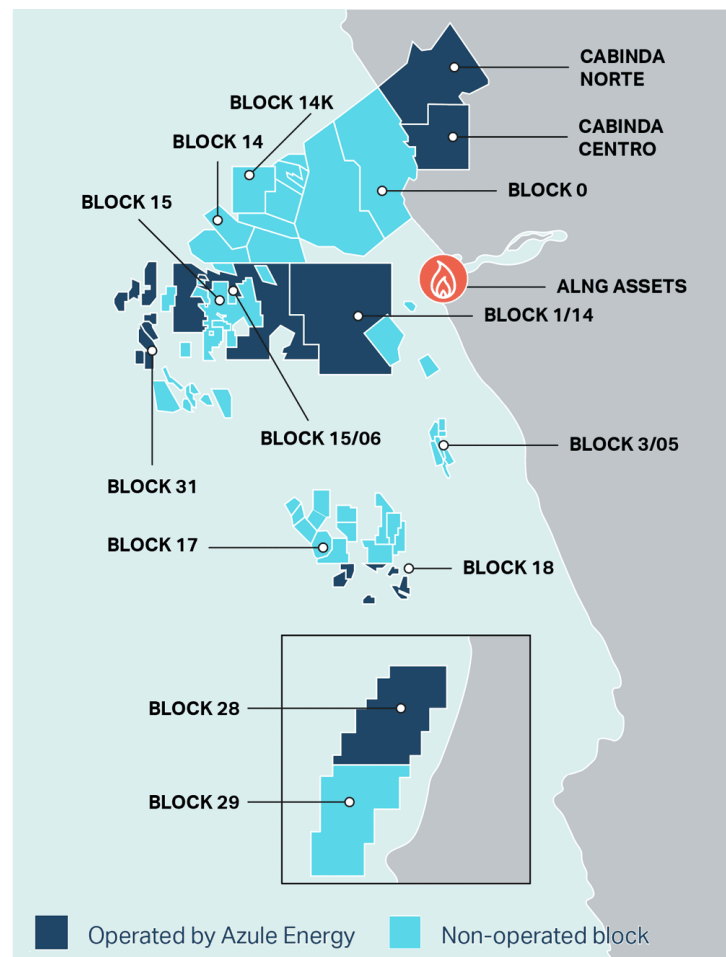 CABINDA
NORTE
BLOCK 14K
CABINDA
CENTRO
BLOCK 14
BLOCK 0
BLOCK 15
ALNG ASSETS
BLOCK 1/14
BLOCK 15/06
BLOCK 3/05
BLOCK 31
BLOCK 17
BLOCK 18
BLOCK 28
BLOCK 29
Operated by Azule Energy
Non-operated block